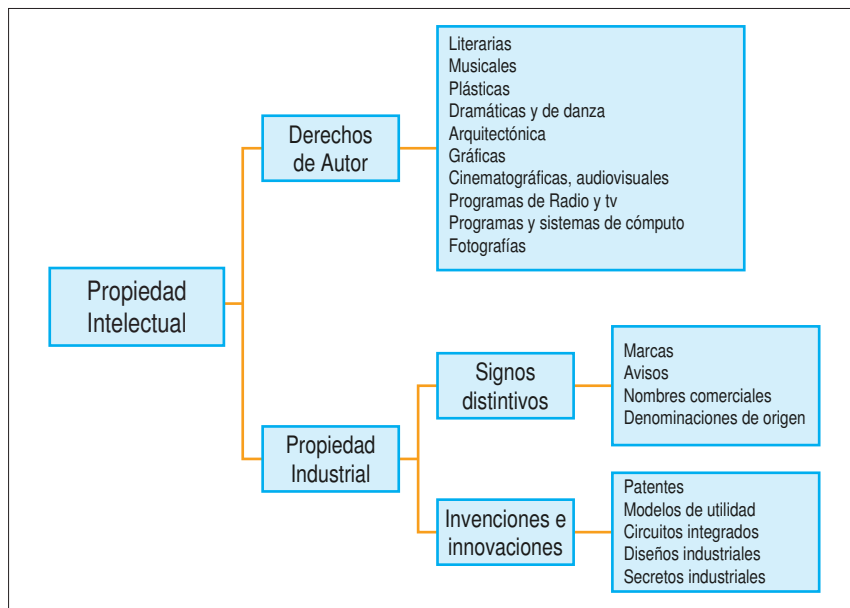 Propiedad
Intelectual
Derechos
de Autor
Literarias
Musicales
Plásticas
Dramáticas y de danza
Arquitectónica
Gráficas
Cinematográficas, audiovisuales
Programas de Radio y tv
Programas y sistemas de cómputo
Fotografías
Propiedad
Industrial
Signos
distintivos
Marcas
Avisos
Nombres comerciales
Denominaciones de origen
Invenciones e
innovaciones
Patentes
Modelos de utilidad
Circuitos integrados
Diseños industriales
Secretos industriales